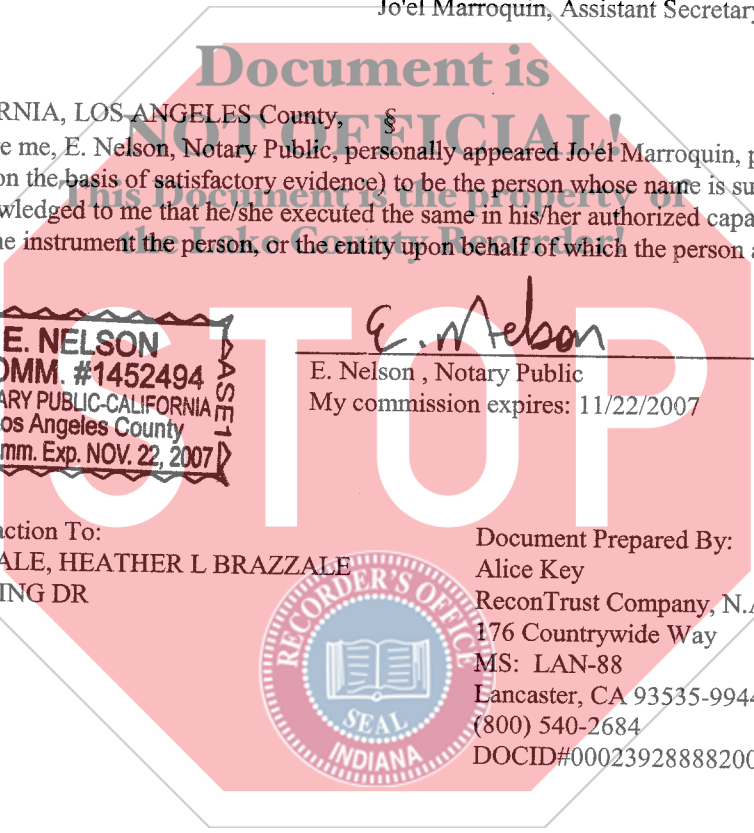 Jo'el Marroquin, Assistant Secretary
Document is
RNIA, LOS ANGELES County, §
NOT OFFICIAL!
e me, E. Nelson, Notary Public, personally appeared Jo'el Marroquin, p
on the basis of satisfactory evidence) to be the person whose name is su
This Document is the property of
wledged to me that he/she executed the same in his/her authorized capa
the Lake County Recorder!
ne instrument the person, or the entity upon behalf of which the person a
STOP
E. NELSON
OMM. #1452494
ARY PUBLIC-CALIFORNIA
os Angeles County
mm. Exp. NOV. 22, 2007
ASE1
E. Nelson
E. Nelson , Notary Public
My commission expires: 11/22/2007
action To:
ALE, HEATHER L BRAZZALE
ING DR
Document Prepared By:
Alice Key
ReconTrust Company, N.A
176 Countrywide Way
MS: LAN-88
Lancaster, CA 93535-9944
(800) 540-2684
DOCID#00023928888200
RECORDER'S OFFICE
SEAL
INDIANA